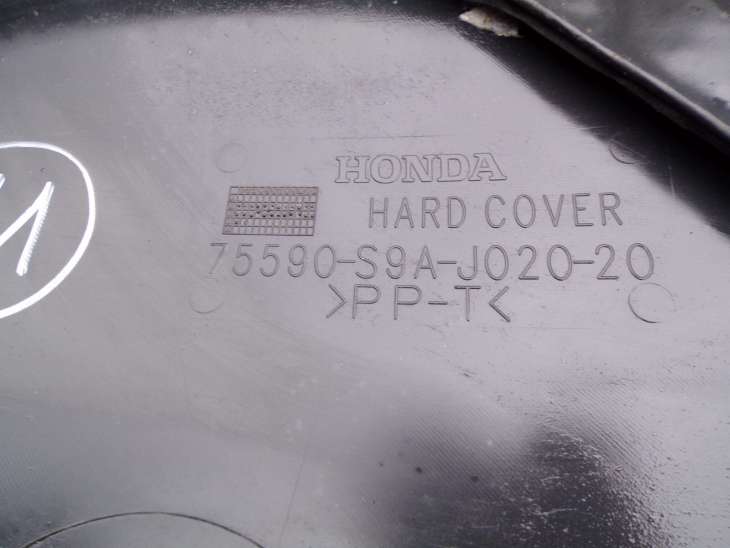 HONDA
HARD COVER
75590-S9A-J020-20
>PP-T<